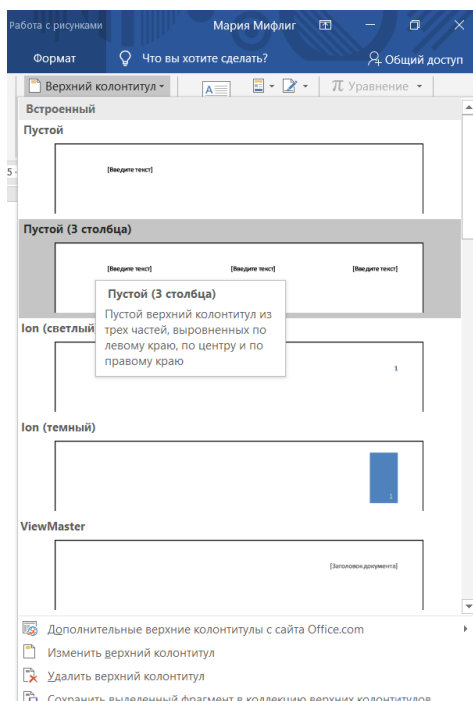 Работа с рисунками Мария Мифлиг
Формат Что вы хотите сделать? Общий доступ
Верхний колонтитул A π Уравнение
5
Встроенный
Пустой
[Введите текст]
Пустой (3 столбца)
[Введите текст] [Введите текст] [Введите текст]
Пустой (3 столбца)
Пустой верхний колонтитул из
трех частей, выровненных по
левому краю, по центру и по
правому краю
Ion (светлый
1
Ion (темный)
1
ViewMaster
[Заголовок документа]
Дополнительные верхние колонтитулы с сайта Office.com
Изменить верхний колонтитул
Удалить верхний колонтитул
Сохранить выделенный фрагмент в коллекцию верхних колонтитулов